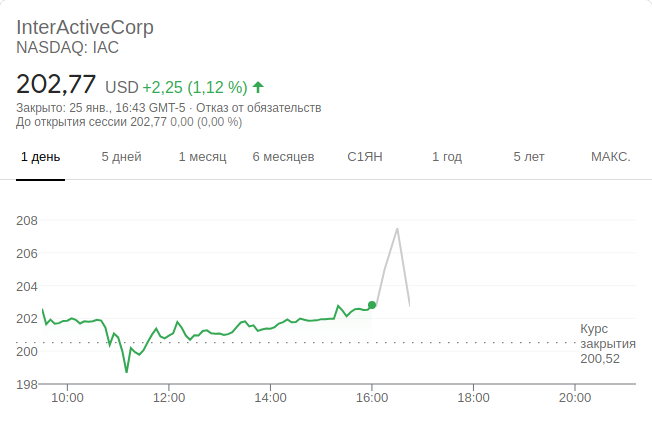 InterActiveCorp
NASDAQ: IAC
202,77 USD +2,25 (1,12 %)
Закрыто: 25 янв., 16:43 GMT-5 · Отказ от обязательств
До открытия сессии 202,77 0,00 (0,00 %)
1 день 5 дней 1 месяц 6 месяцев С1ЯН 1 год 5 лет МАКС.
208
206
204
202
200
198
Курс
закрытия
200,52
10:00 12:00 14:00 16:00 18:00 20:00